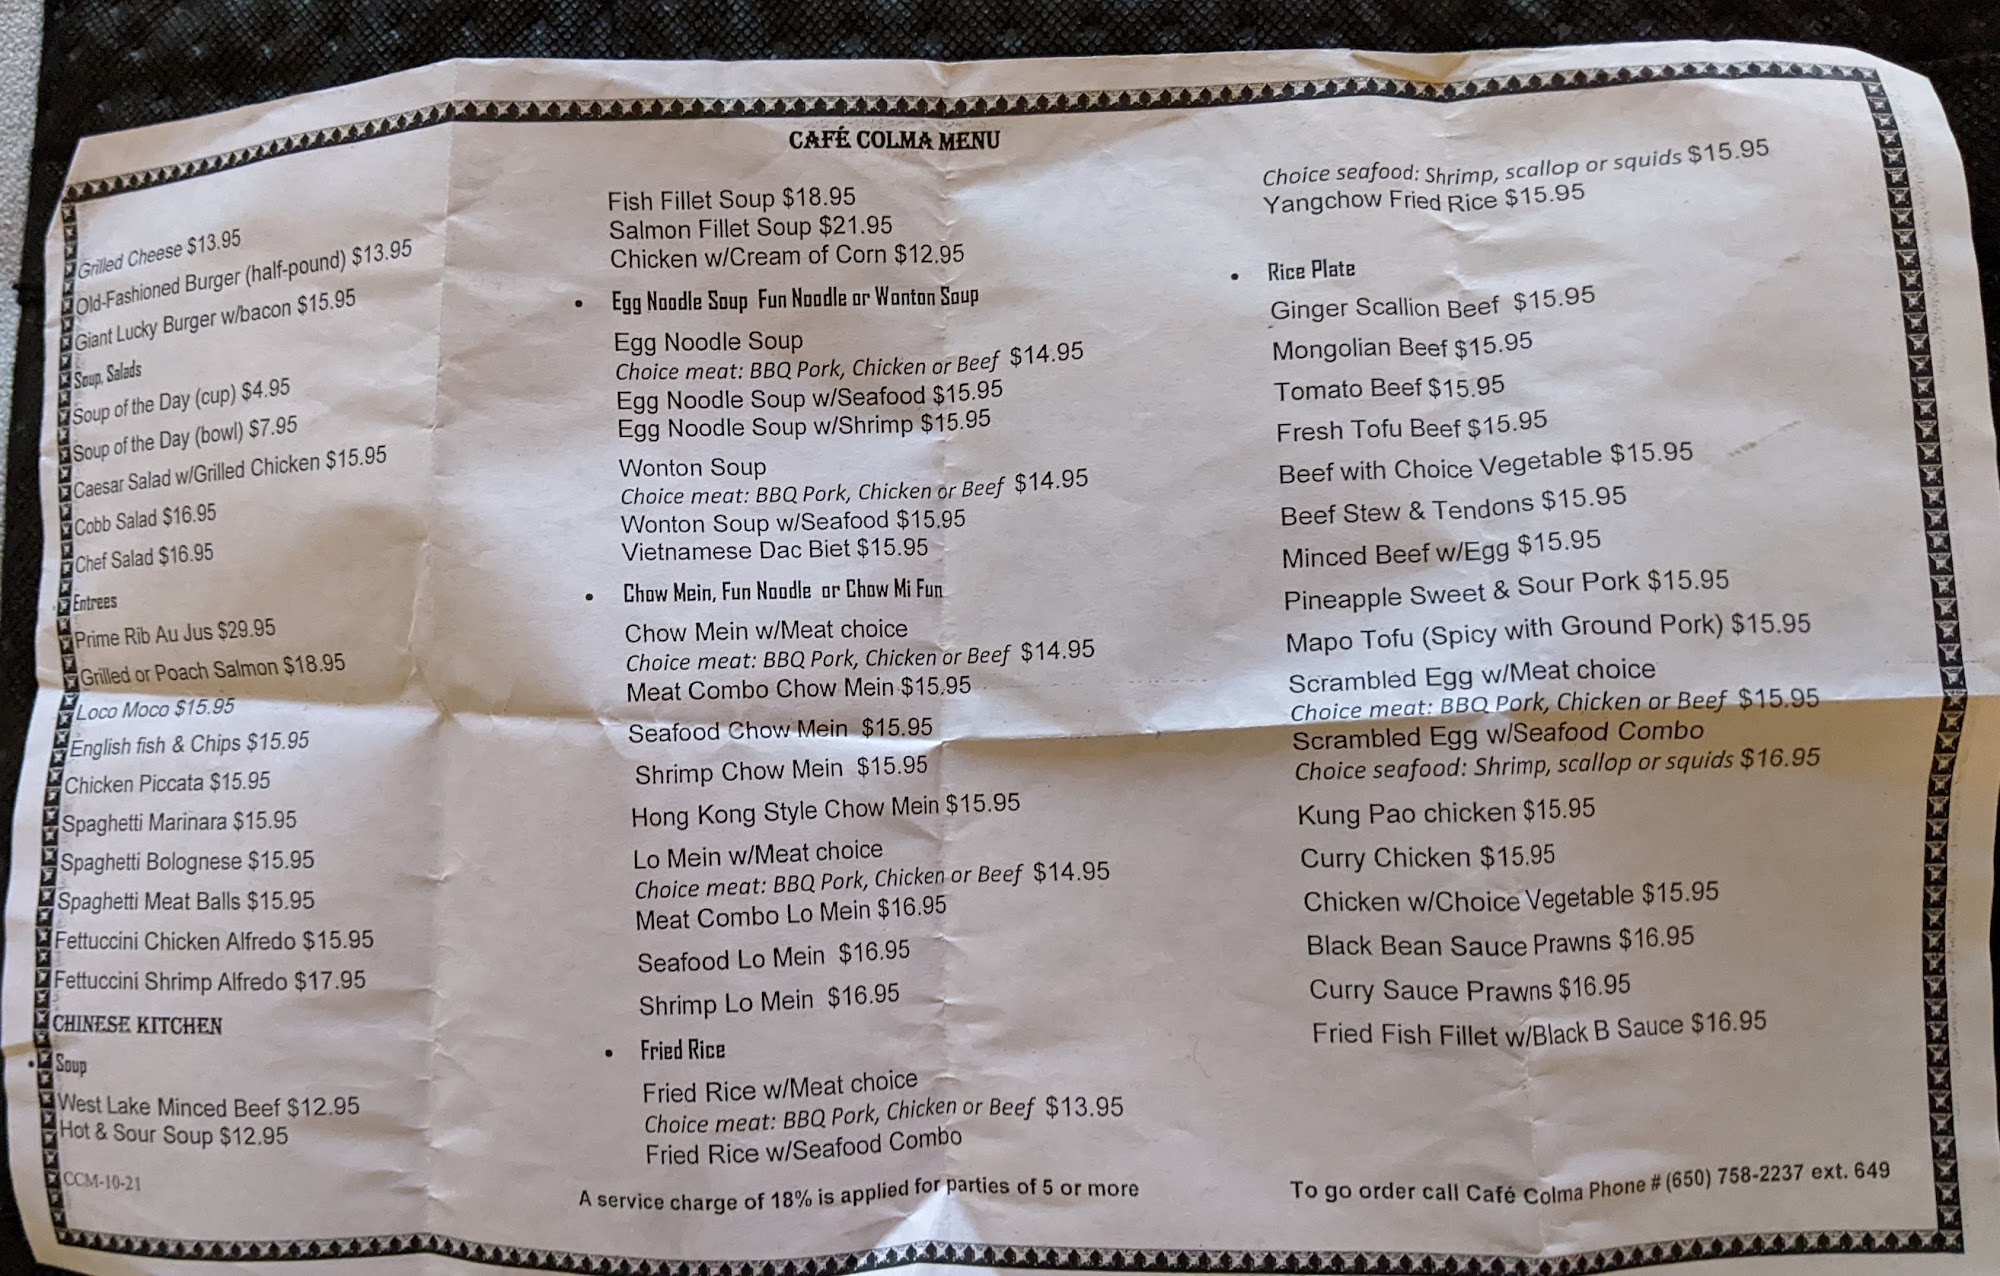 CAFÉ COLMA MENU
Grilled Cheese $13.95
Old-Fashioned Burger (half-pound) $13.95
Giant Lucky Burger w/bacon $15.95
Soup, Salads
Soup of the Day (cup) $4.95
Soup of the Day (bowl) $7.95
Caesar Salad w/Grilled Chicken $15.95
Cobb Salad $16.95
Chef Salad $16.95
Entrees
Prime Rib Au Jus $29.95
Grilled or Poach Salmon $18.95
Loco Moco $15.95
English fish & Chips $15.95
Chicken Piccata $15.95
Spaghetti Marinara $15.95
Spaghetti Bolognese $15.95
Spaghetti Meat Balls $15.95
Fettuccini Chicken Alfredo $15.95
Fettuccini Shrimp Alfredo $17.95
CHINESE KITCHEN
• Soup
West Lake Minced Beef $12.95
Hot & Sour Soup $12.95
CCM-10-21
Fish Fillet Soup $18.95
Salmon Fillet Soup $21.95
Chicken w/Cream of Corn $12.95
• Egg Noodle Soup Fun Noodle or Wonton Soup
Egg Noodle Soup
Choice meat: BBQ Pork, Chicken or Beef $14.95
Egg Noodle Soup w/Seafood $15.95
Egg Noodle Soup w/Shrimp $15.95
Wonton Soup
Choice meat: BBQ Pork, Chicken or Beef $14.95
Wonton Soup w/Seafood $15.95
Vietnamese Dac Biet $15.95
• Chow Mein, Fun Noodle or Chow Mi Fun
Chow Mein w/Meat choice
Choice meat: BBQ Pork, Chicken or Beef $14.95
Meat Combo Chow Mein $15.95
Seafood Chow Mein $15.95
Shrimp Chow Mein $15.95
Hong Kong Style Chow Mein $15.95
Lo Mein w/Meat choice
Choice meat: BBQ Pork, Chicken or Beef $14.95
Meat Combo Lo Mein $16.95
Seafood Lo Mein $16.95
Shrimp Lo Mein $16.95
• Fried Rice
Fried Rice w/Meat choice
Choice meat: BBQ Pork, Chicken or Beef $13.95
Fried Rice w/Seafood Combo
A service charge of 18% is applied for parties of 5 or more
Choice seafood: Shrimp, scallop or squids $15.95
Yangchow Fried Rice $15.95
• Rice Plate
Ginger Scallion Beef $15.95
Mongolian Beef $15.95
Tomato Beef $15.95
Fresh Tofu Beef $15.95
Beef with Choice Vegetable $15.95
Beef Stew & Tendons $15.95
Minced Beef w/Egg $15.95
Pineapple Sweet & Sour Pork $15.95
Mapo Tofu (Spicy with Ground Pork) $15.95
Scrambled Egg w/Meat choice
Choice meat: BBQ Pork, Chicken or Beef $15.95
Scrambled Egg w/Seafood Combo
Choice seafood: Shrimp, scallop or squids $16.95
Kung Pao chicken $15.95
Curry Chicken $15.95
Chicken w/Choice Vegetable $15.95
Black Bean Sauce Prawns $16.95
Curry Sauce Prawns $16.95
Fried Fish Fillet w/Black B Sauce $16.95
To go order call Café Colma Phone # (650) 758-2237 ext. 649